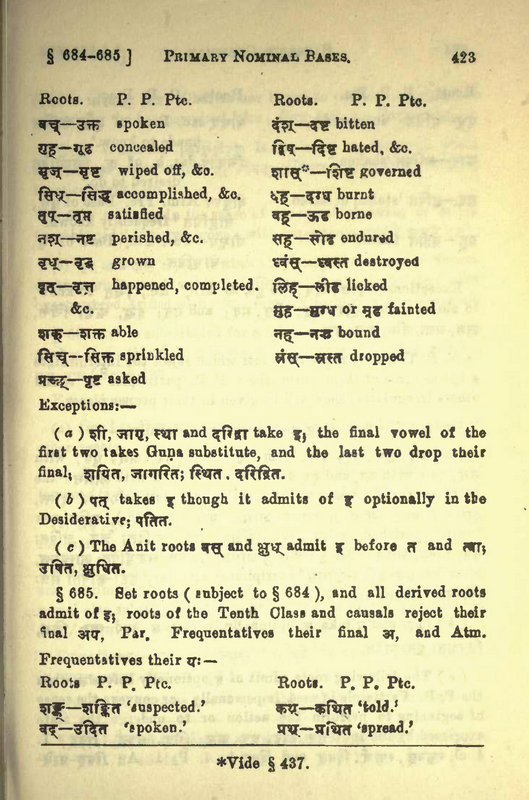 § 684-685 ] PRIMARY NOMINAL BASES. 423
Roots. P. P. Ptc.
वच्—उक्त spoken
गुह्—गूढ concealed
मृज्—मृष्ट wiped off, &c.
सिध्—सिद्ध accomplished, &c.
तृप्—तृप्त satisfied
नश्—नष्ट perished, &c.
वृध्—वृद्ध grown
वृत्—वृत्त happened, completed.
&c.
शक्—शक्त able
सिच्—सिक्त sprinkled
प्रच्छ्—पृष्ट asked
Roots. P. P. Ptc.
दंश्—दष्ट bitten
द्विष्—द्विष्ट hated, &c.
शास्*—शिष्ट governed
दह्—दग्ध burnt
वह्—ऊढ borne
सह्—सोढ endured
ध्वंस्—ध्वस्त destroyed
लिह्—लीढ licked
मुह्—मुग्ध or मूढ fainted
नह्—नद्ध bound
स्रंस्—स्रस्त dropped
Exceptions:—
( a ) शी, जागृ, स्था and दरिद्रा take इ; the final vowel of the
first two takes Guṇa substitute, and the last two drop their
final; शयित, जागरित; स्थित, दरिद्रित.
( b ) पत् takes इ though it admits of इ optionally in the
Desiderative; पतित.
( c ) The Anit roots वस् and क्षुध् admit इ before त and त्वा;
उषित, क्षुधित.
§ 685. Set roots ( subject to § 684 ), and all derived roots
admit of इ; roots of the Tenth Class and causals reject their
final अय, Par. Frequentatives their final अ, and Atm.
Frequentatives their य:—
Roots P. P. Ptc. Roots. P. P. Ptc.
शङ्क्—शङ्कित 'suspected.' कथ्—कथित 'told.'
वद्—उदित 'spoken.' प्रथ्—प्रथित 'spread.'
*Vide § 437.